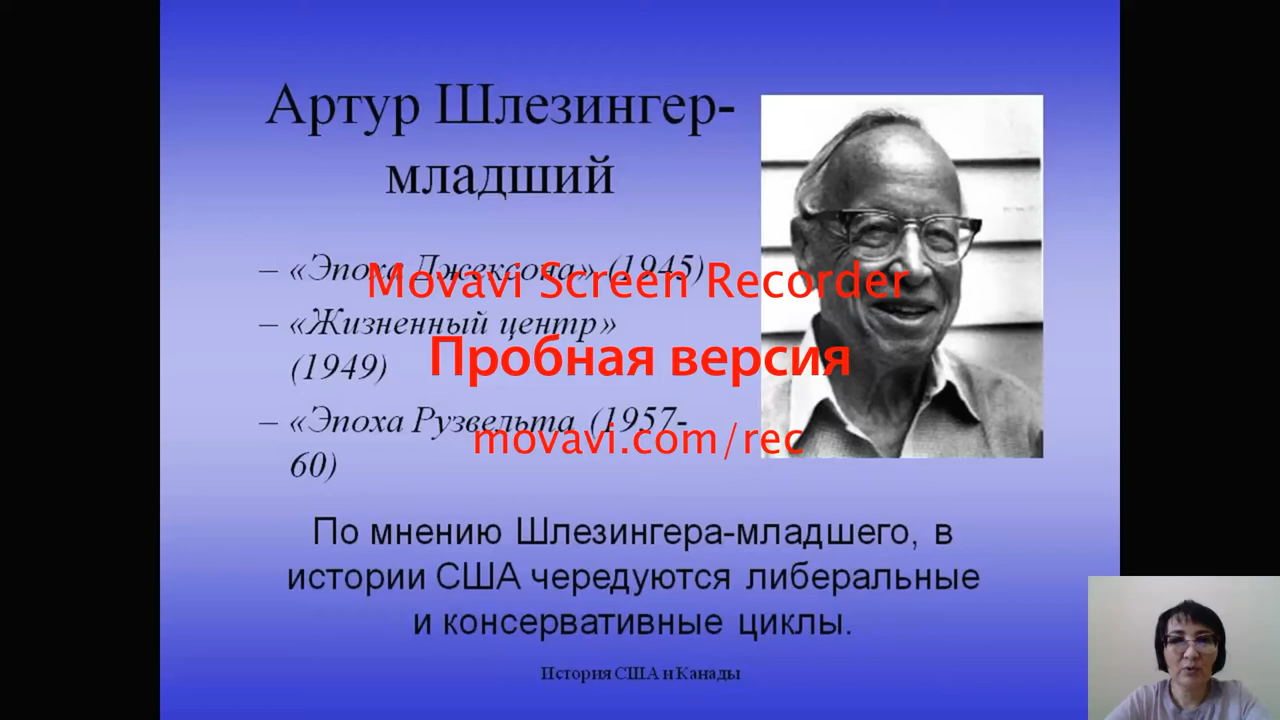 Артур Шлезингер-
младший
– «Эпоха Джексона» (1945)
– «Жизненный центр»
(1949)
– «Эпоха Рузвельта (1957-
60)
Movavi Screen Recorder
Пробная версия
movavi.com/rec
По мнению Шлезингера-младшего, в
истории США чередуются либеральные
и консервативные циклы.
История США и Канады